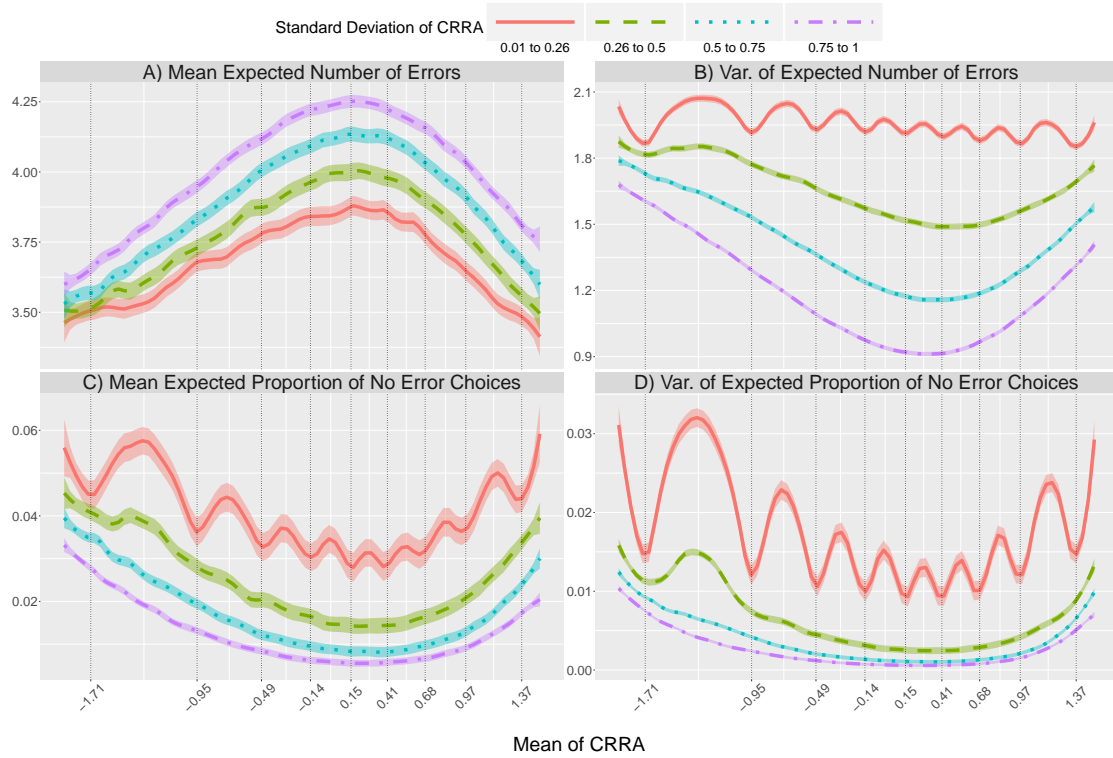 Standard Deviation of CRRA
0.01 to 0.26 0.26 to 0.5 0.5 to 0.75 0.75 to 1
A) Mean Expected Number of Errors
4.25
4.00
3.75
3.50
B) Var. of Expected Number of Errors
2.1
1.8
1.5
1.2
0.9
C) Mean Expected Proportion of No Error Choices
0.06
0.04
0.02
−1.71 −0.95 −0.49 −0.14 0.15 0.41 0.68 0.97 1.37
D) Var. of Expected Proportion of No Error Choices
0.03
0.02
0.01
0.00
−1.71 −0.95 −0.49 −0.14 0.15 0.41 0.68 0.97 1.37
Mean of CRRA